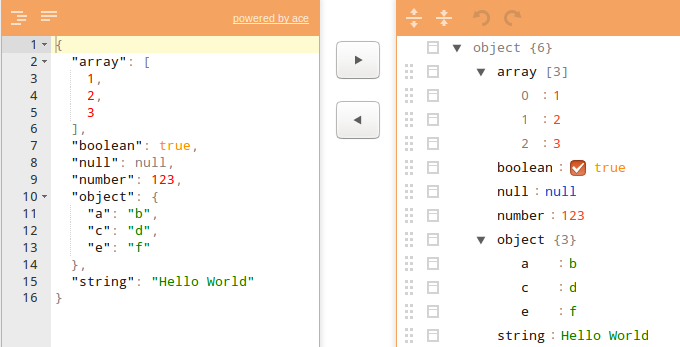 powered by ace
1 {
2 "array": [
3 1,
4 2,
5 3
6 ],
7 "boolean": true,
8 "null": null,
9 "number": 123,
10 "object": {
11 "a": "b",
12 "c": "d",
13 "e": "f"
14 },
15 "string": "Hello World"
16 }
object {6}
array [3]
0 : 1
1 : 2
2 : 3
boolean : true
null : null
number : 123
object {3}
a : b
c : d
e : f
string : Hello World